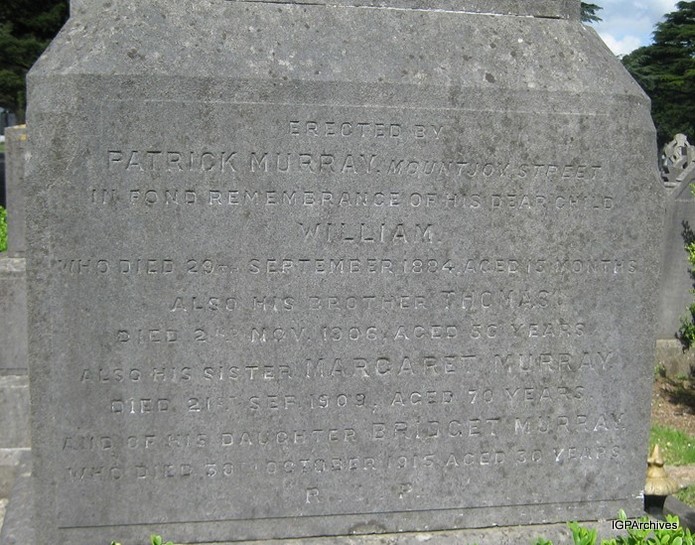 ERECTED BY
PATRICK MURRAY, MOUNTJOY STREET
IN FOND REMEMBRANCE OF HIS DEAR CHILD
WILLIAM
WHO DIED 29TH SEPTEMBER 1884, AGED 15 MONTHS
ALSO HIS BROTHER THOMAS
DIED 2ND NOV. 1906, AGED 50 YEARS
ALSO HIS SISTER MARGARET MURRAY
DIED 21ST SEP. 1909, AGED 70 YEARS.
AND OF HIS DAUGHTER BRIDGET MURRAY
WHO DIED 30TH OCTOBER 1915 AGED 30 YEARS
R. P.
IGPArchives